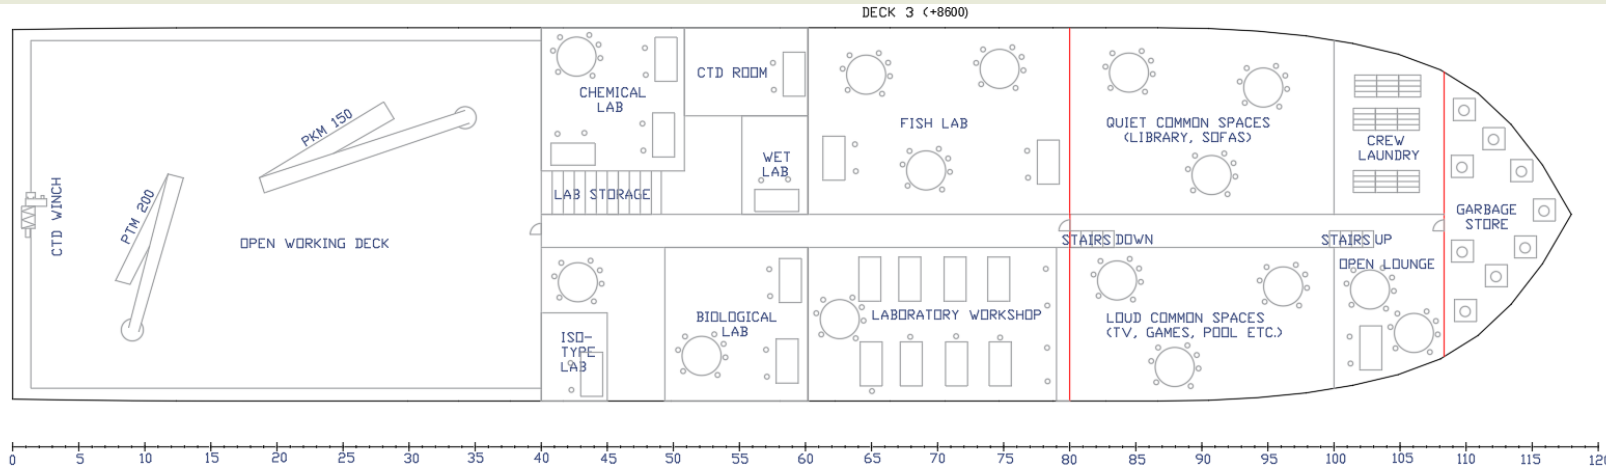 DECK 3 (+8600)
CTD WINCH
PTM 200
PKM 150
OPEN WORKING DECK
CHEMICAL
LAB
CTD ROOM
WET
LAB
LAB STORAGE
FISH LAB
QUIET COMMON SPACES
(LIBRARY, SOFAS)
CREW
LAUNDRY
GARBAGE
STORE
STAIRS DOWN
STAIRS UP
OPEN LOUNGE
ISO-
TYPE
LAB
BIOLOGICAL
LAB
LABORATORY WORKSHOP
LOUD COMMON SPACES
(TV, GAMES, POOL ETC.)
0 5 10 15 20 25 30 35 40 45 50 55 60 65 70 75 80 85 90 95 100 105 110 115 120